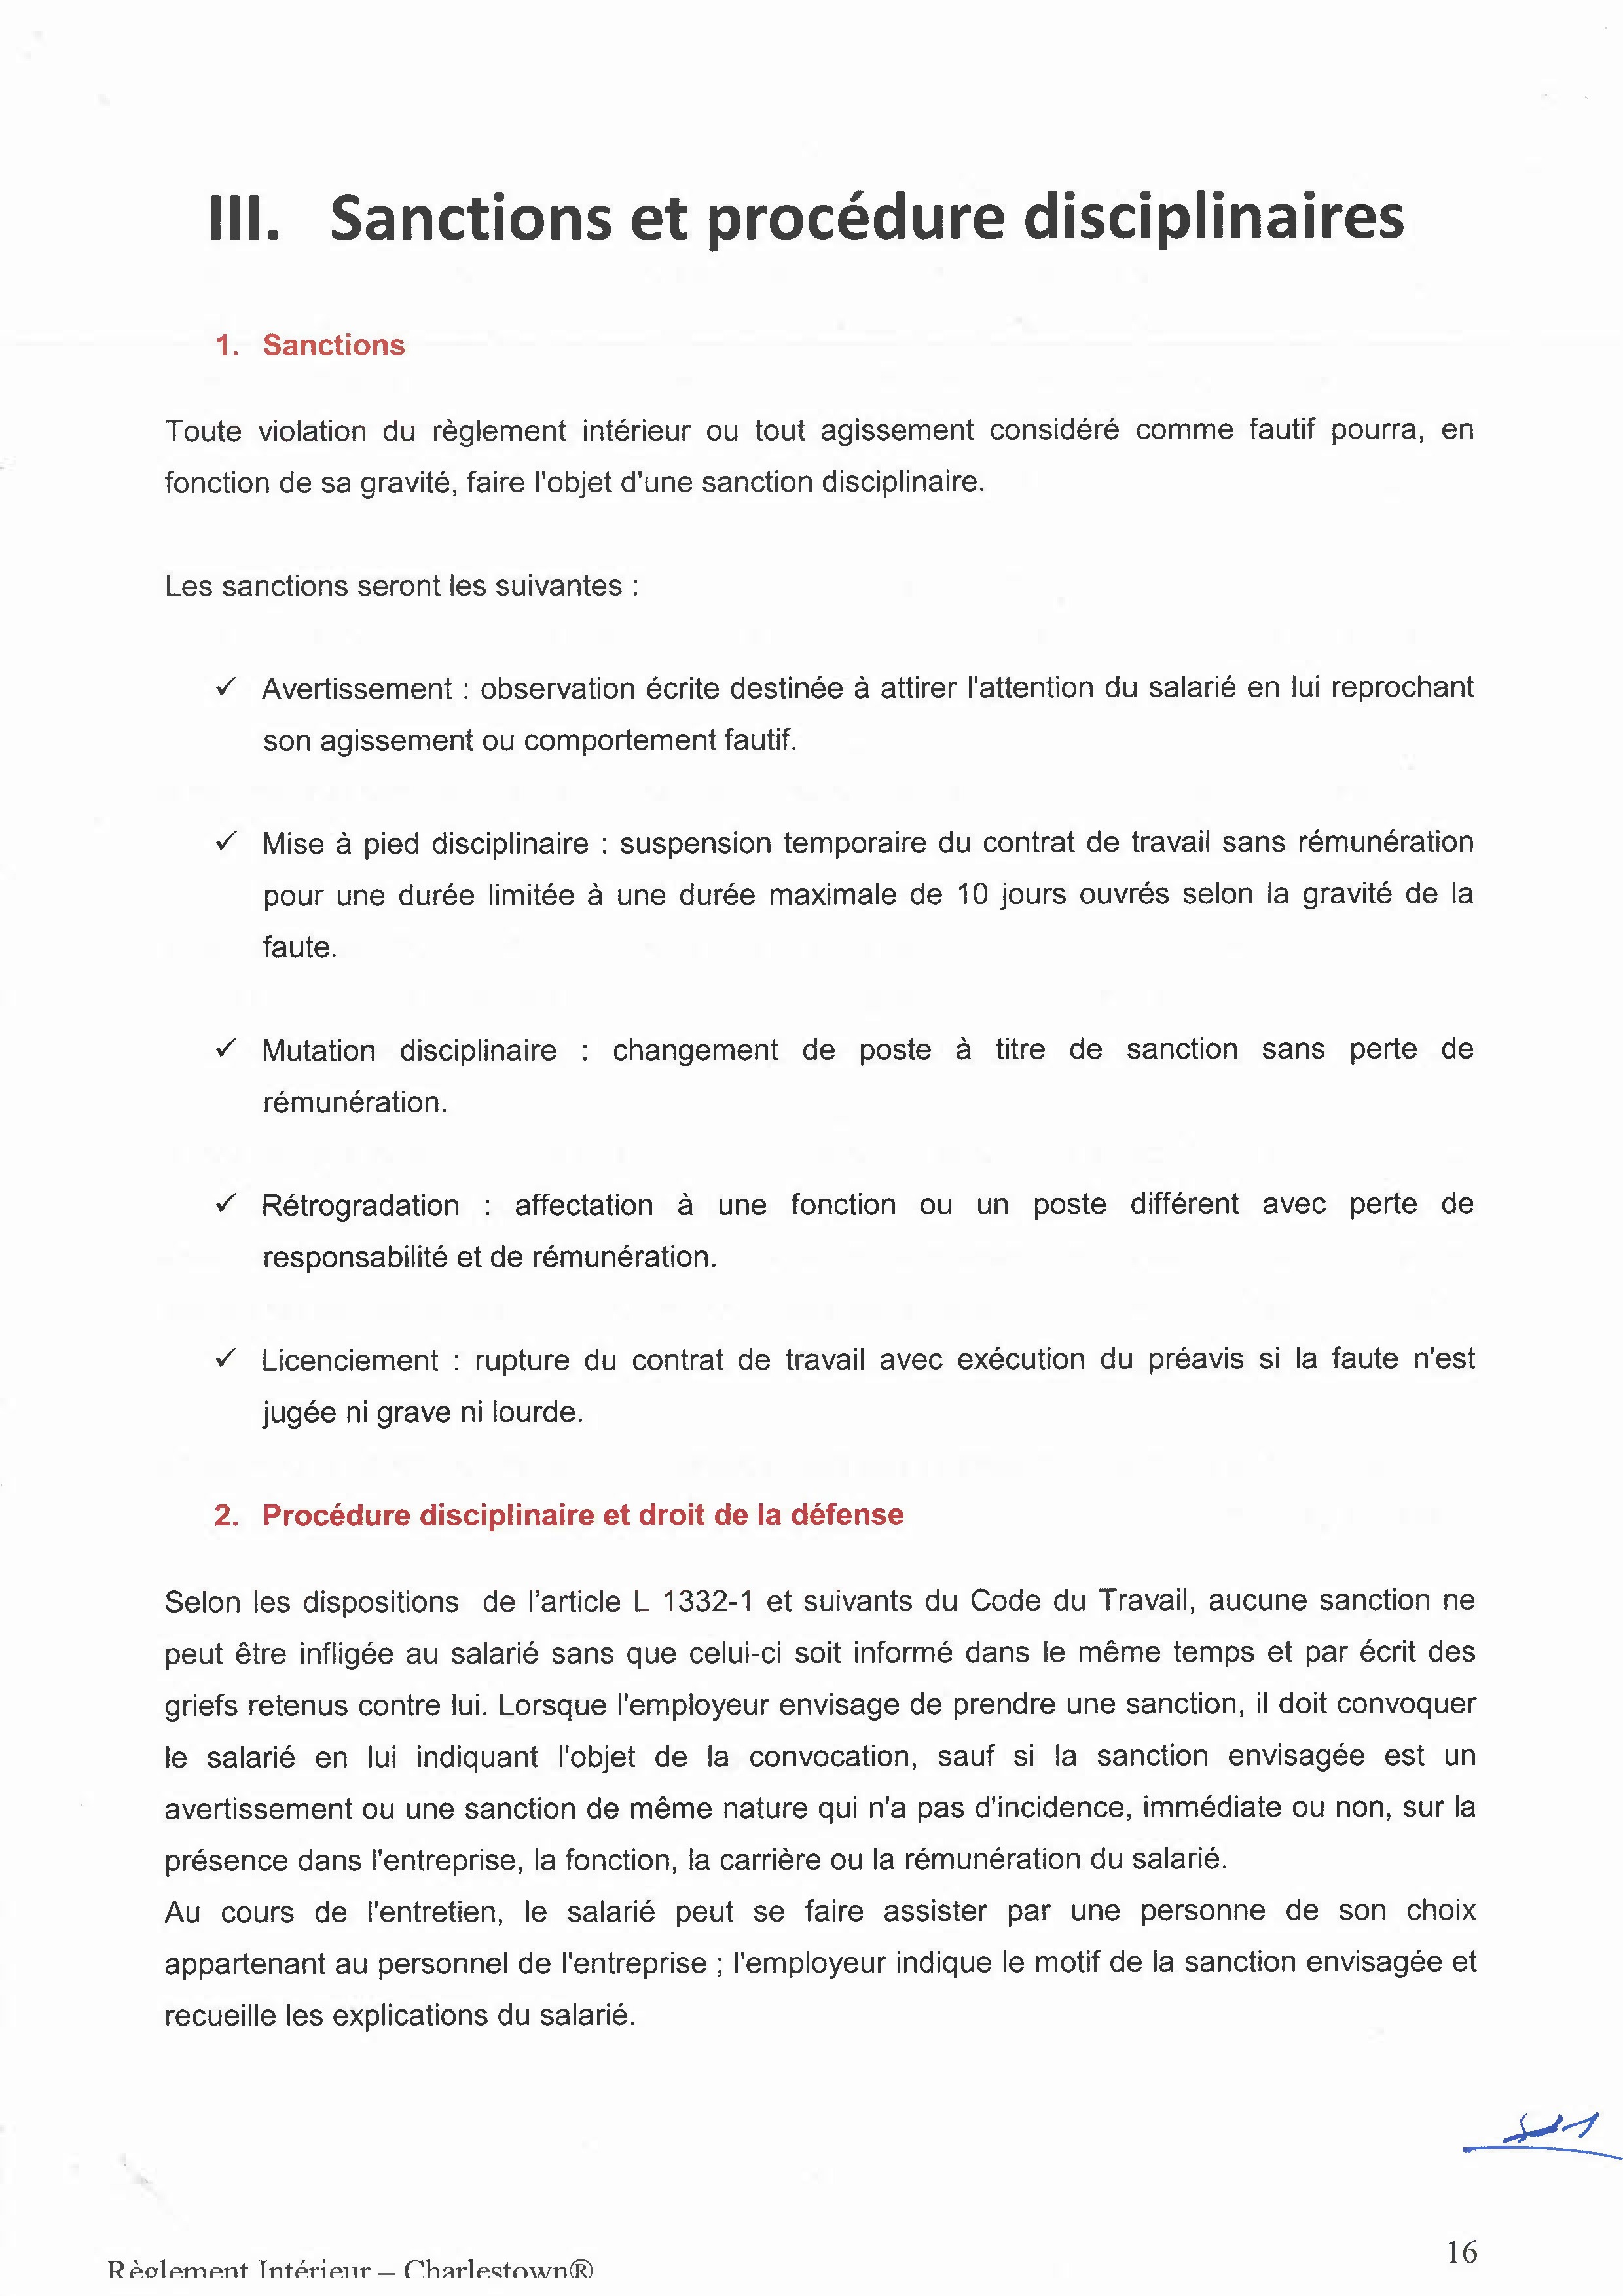 III. Sanctions et procédure disciplinaires
1. Sanctions
Toute violation du règlement intérieur ou tout agissement considéré comme fautif pourra, en
fonction de sa gravité, faire l'objet d'une sanction disciplinaire.
Les sanctions seront les suivantes :
✓ Avertissement : observation écrite destinée à attirer l'attention du salarié en lui reprochant
son agissement ou comportement fautif.
✓ Mise à pied disciplinaire : suspension temporaire du contrat de travail sans rémunération
pour une durée limitée à une durée maximale de 10 jours ouvrés selon la gravité de la
faute.
✓ Mutation disciplinaire : changement de poste à titre de sanction sans perte de
rémunération.
✓ Rétrogradation : affectation à une fonction ou un poste différent avec perte de
responsabilité et de rémunération.
✓ Licenciement : rupture du contrat de travail avec exécution du préavis si la faute n'est
jugée ni grave ni lourde.
2. Procédure disciplinaire et droit de la défense
Selon les dispositions de l’article L 1332-1 et suivants du Code du Travail, aucune sanction ne
peut être infligée au salarié sans que celui-ci soit informé dans le même temps et par écrit des
griefs retenus contre lui. Lorsque l'employeur envisage de prendre une sanction, il doit convoquer
le salarié en lui indiquant l'objet de la convocation, sauf si la sanction envisagée est un
avertissement ou une sanction de même nature qui n'a pas d'incidence, immédiate ou non, sur la
présence dans l'entreprise, la fonction, la carrière ou la rémunération du salarié.
Au cours de l'entretien, le salarié peut se faire assister par une personne de son choix
appartenant au personnel de l'entreprise ; l'employeur indique le motif de la sanction envisagée et
recueille les explications du salarié.
16
Règlement Intérieur – Charlestown®